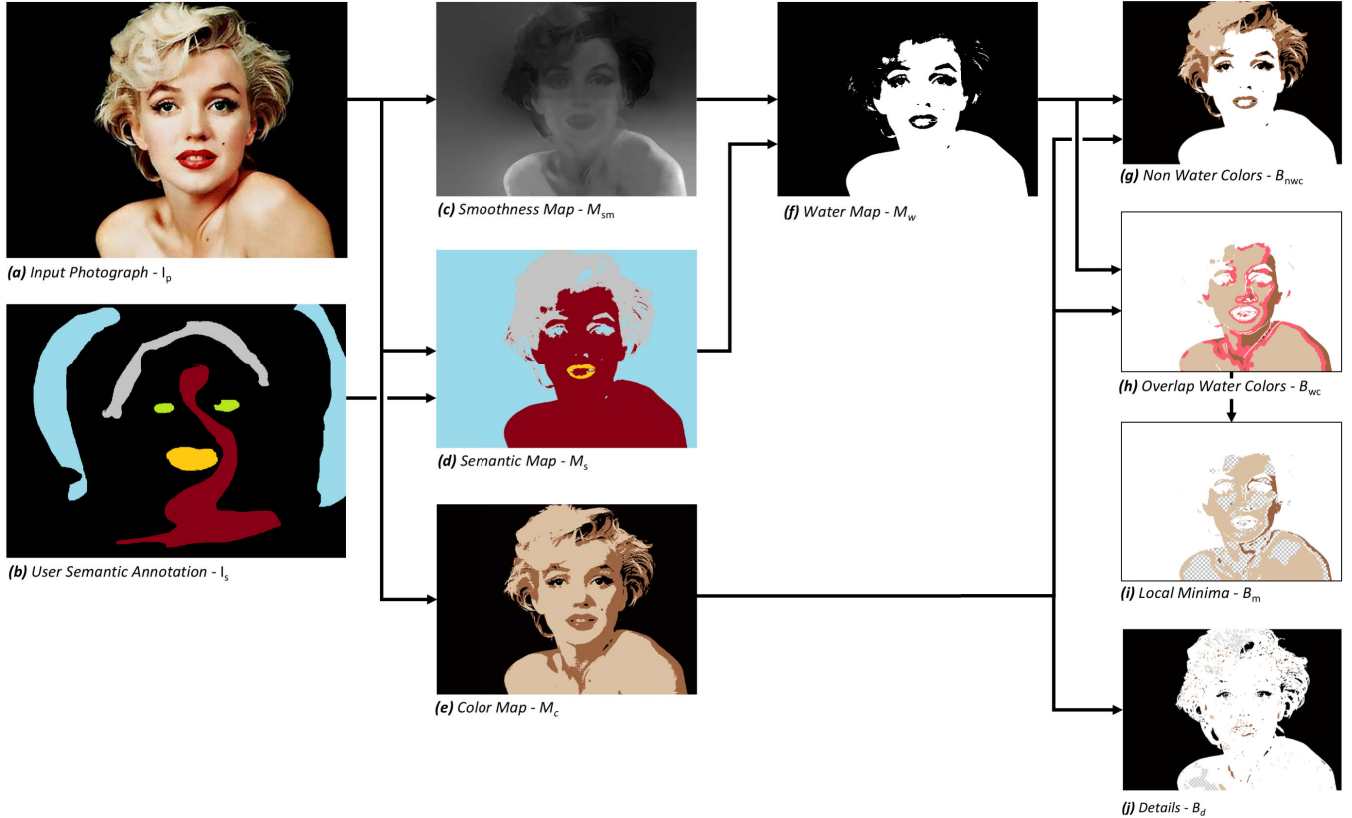 (a) Input Photograph - Ip
(b) User Semantic Annotation - Is
(c) Smoothness Map - Msm
(d) Semantic Map - Ms
(e) Color Map - Mc
(f) Water Map - Mw
(g) Non Water Colors - Bnwc
(h) Overlap Water Colors - Bwc
(i) Local Minima - Bm
(j) Details - Bd